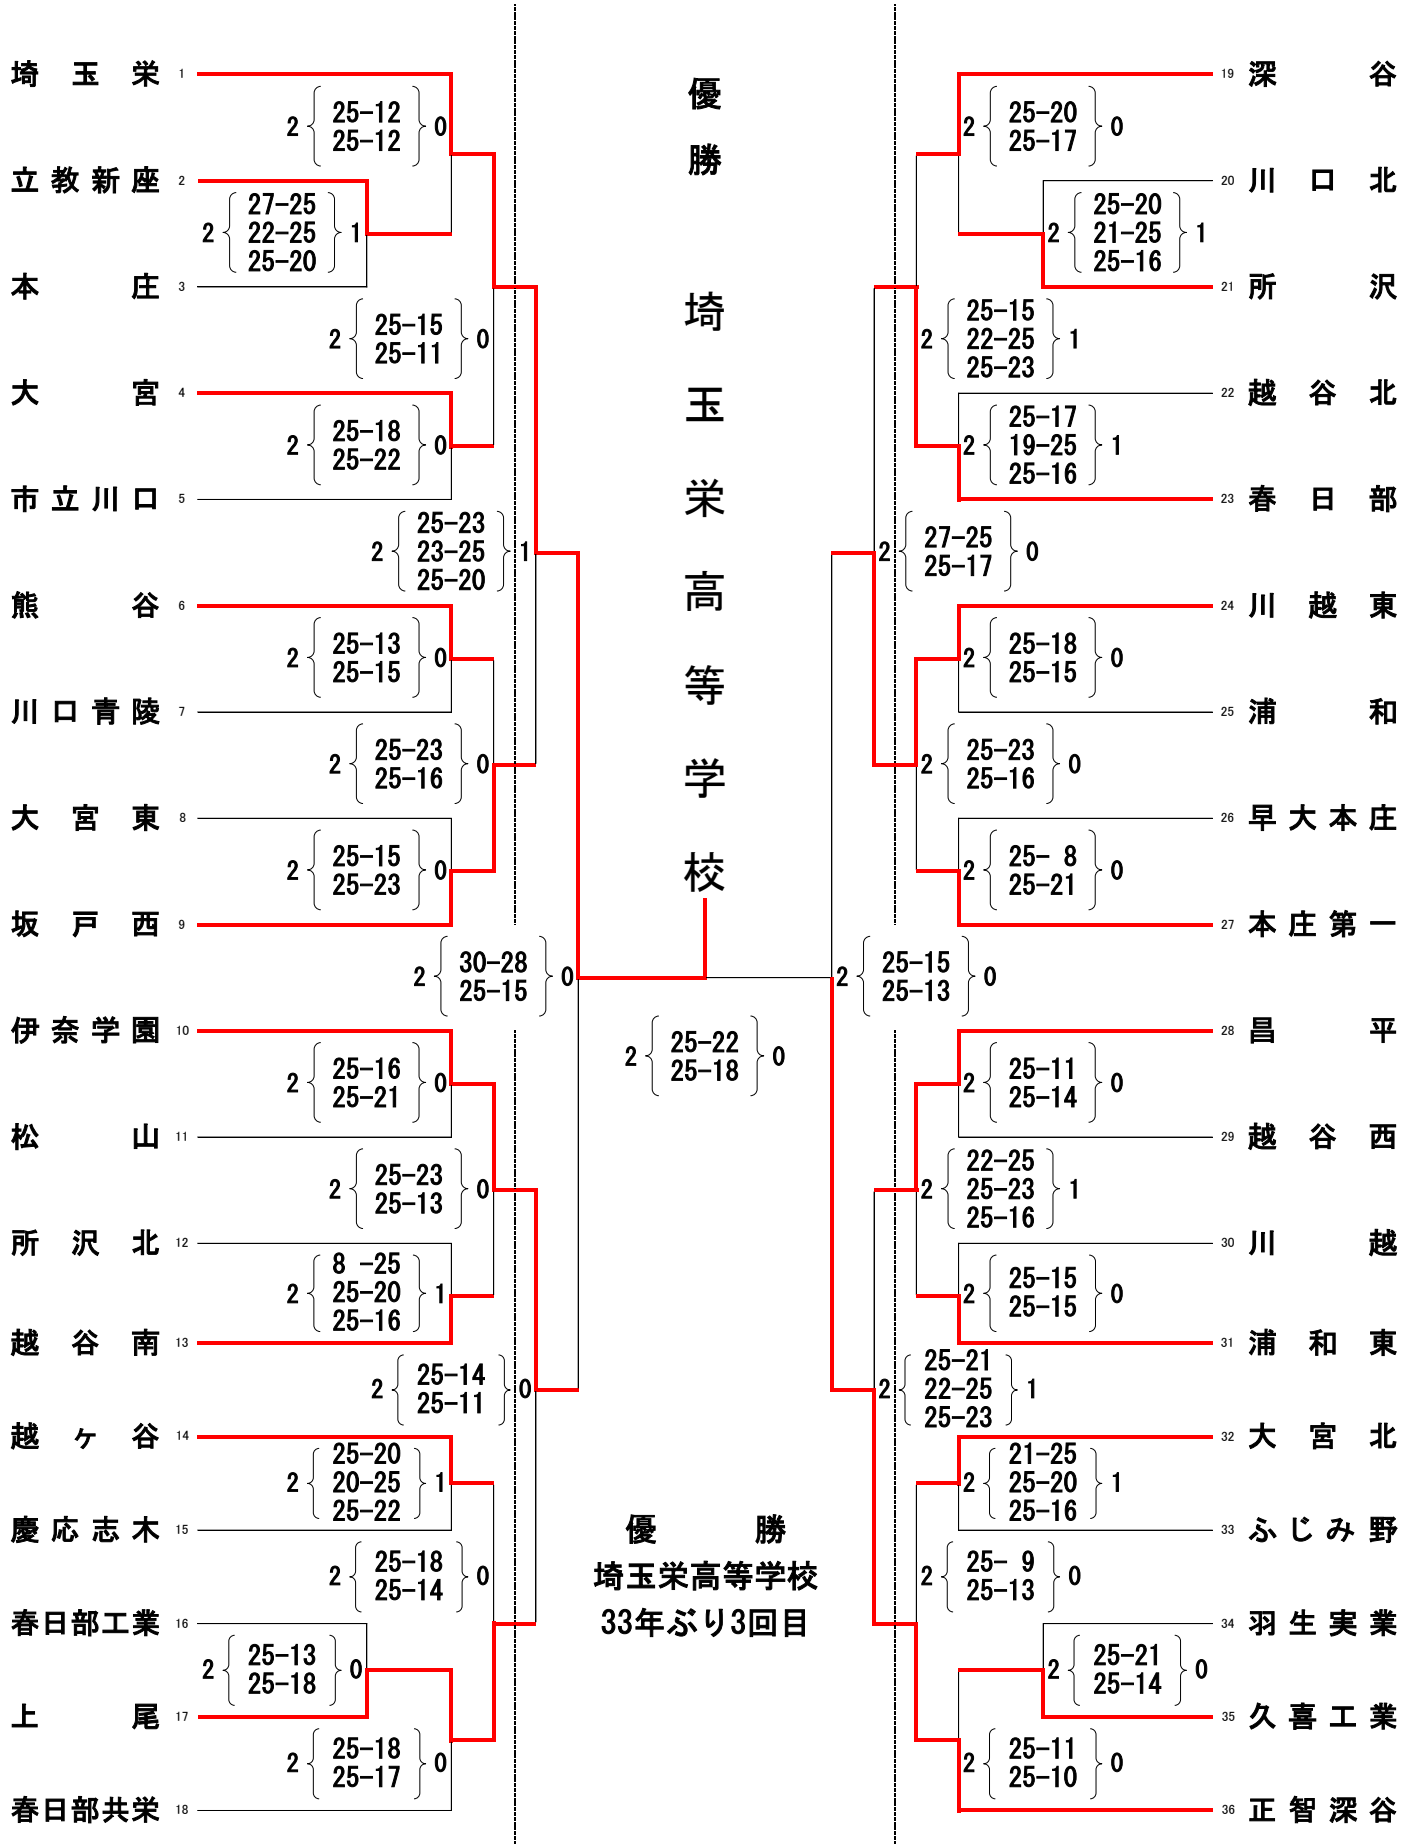 埼玉栄 1
2 25-12 0
25-12
立教新座 2
2 27-25 1
22-25
25-20
本庄 3
2 25-15 0
25-11
大宮 4
2 25-18 0
25-22
市立川口 5
2 25-23 1
23-25
25-20
熊谷 6
2 25-13 0
25-15
川口青陵 7
2 25-23 0
25-16
大宮東 8
2 25-15 0
25-23
坂戸西 9
2 30-28 0
25-15
伊奈学園 10
2 25-16 0
25-21
松山 11
2 25-23 0
25-13
所沢北 12
2 8 -25 1
25-20
25-16
越谷南 13
2 25-14 0
25-11
越ヶ谷 14
2 25-20 1
20-25
25-22
慶応志木 15
2 25-18 0
25-14
春日部工業 16
2 25-13 0
25-18
上尾 17
2 25-18 0
25-17
春日部共栄 18
優勝
埼玉栄高等学校
2 25-22 0
25-18
優勝
埼玉栄高等学校
33年ぶり3回目
19 深谷
2 25-20 0
25-17
20 川口北
2 25-20 1
21-25
25-16
21 所沢
2 25-15 1
22-25
25-23
22 越谷北
2 25-17 1
19-25
25-16
23 春日部
2 27-25 0
25-17
24 川越東
2 25-18 0
25-15
25 浦和
2 25-23 0
25-16
26 早大本庄
2 25- 8 0
25-21
27 本庄第一
2 25-15 0
25-13
28 昌平
2 25-11 0
25-14
29 越谷西
2 22-25 1
25-23
25-16
30 川越
2 25-15 0
25-15
31 浦和東
2 25-21 1
22-25
25-23
32 大宮北
2 21-25 1
25-20
25-16
33 ふじみ野
2 25- 9 0
25-13
34 羽生実業
2 25-21 0
25-14
35 久喜工業
2 25-11 0
25-10
36 正智深谷